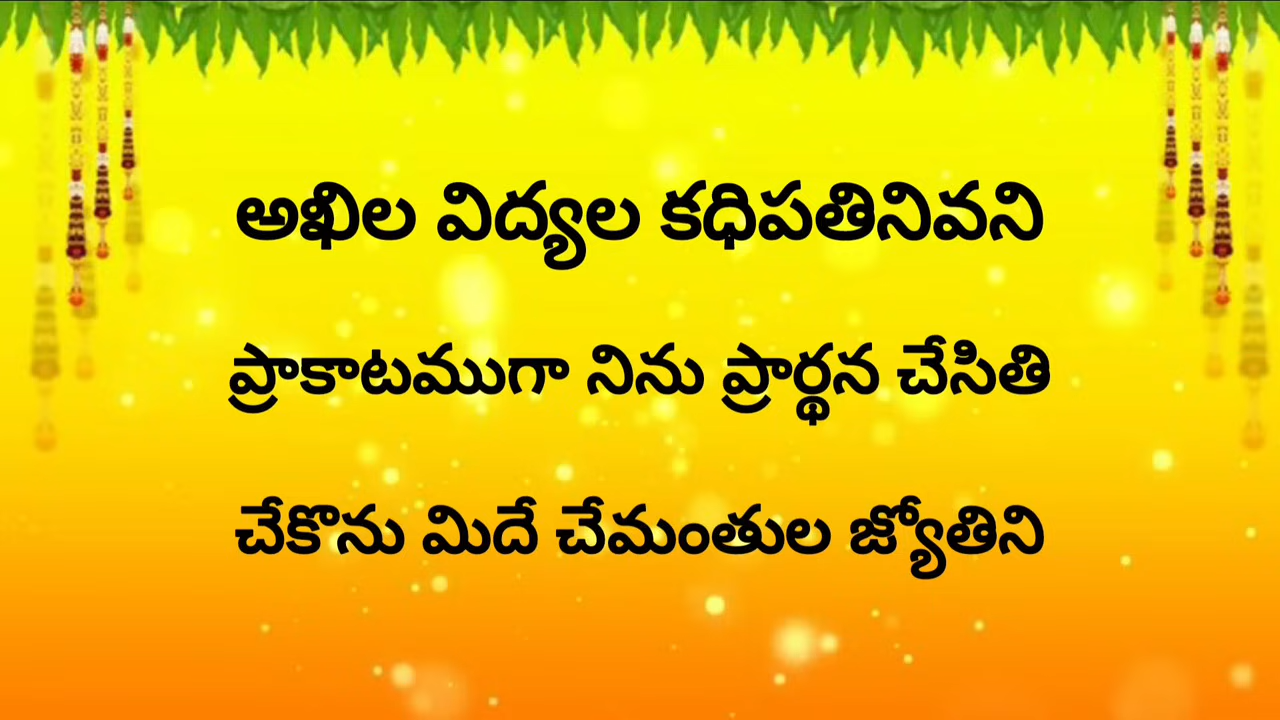 అఖిల విద్యల కధిపతినివని
ప్రాకాటముగా నిను ప్రార్థన చేసితి
చేకొను మిదే చేమంతుల జ్యోతిని